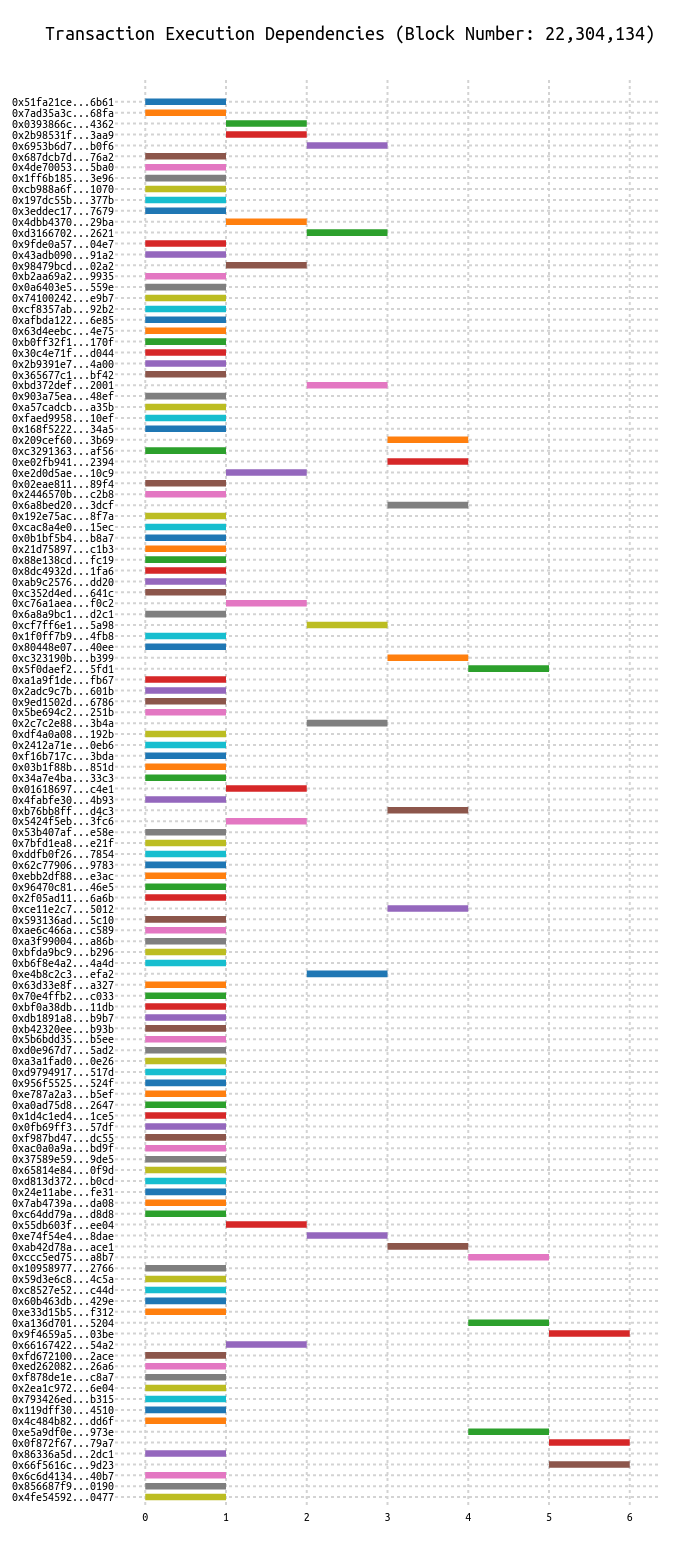 Transaction Execution Dependencies (Block Number: 22,304,134)
0x51fa21ce...6b61
0x7ad35a3c...68fa
0x0393866c...4362
0x2b98531f...3aa9
0x6953b6d7...b0f6
0x687dcb7d...76a2
0x4de70053...5ba0
0x1ff6b185...3e96
0xcb988a6f...1070
0x197dc55b...377b
0x3eddec17...7679
0x4dbb4370...29ba
0xd3166702...2621
0x9fde0a57...04e7
0x43adb090...91a2
0x98479bcd...02a2
0xb2aa69a2...9935
0x0a6403e5...559e
0x74100242...e9b7
0xcf8357ab...92b2
0xafbda122...6e85
0x63d4eebc...4e75
0xb0ff32f1...170f
0x30c4e71f...d044
0x2b9391e7...4a00
0x365677c1...bf42
0xbd372def...2001
0x903a75ea...48ef
0xa57cadcb...a35b
0xfaed9958...10ef
0x168f5222...34a5
0x209cef60...3b69
0xc3291363...af56
0xe02fb941...2394
0xe2d0d5ae...10c9
0x02eae811...89f4
0x2446570b...c2b8
0x6a8bed20...3dcf
0x192e75ac...8f7a
0xcac8a4e0...15ec
0x0b1bf5b4...b8a7
0x21d75897...c1b3
0x88e138cd...fc19
0x8dc4932d...1fa6
0xab9c2576...dd20
0xc352d4ed...641c
0xc76a1aea...f0c2
0x6a8a9bc1...d2c1
0xcf7ff6e1...5a98
0x1f0ff7b9...4fb8
0x80448e07...40ee
0xc323190b...b399
0x5f0daef2...5fd1
0xa1a9f1de...fb67
0x2adc9c7b...601b
0x9ed1502d...6786
0x5be694c2...251b
0x2c7c2e88...3b4a
0xdf4a0a08...192b
0x2412a71e...0eb6
0xf16b717c...3bda
0x03b1f88b...851d
0x34a7e4ba...33c3
0x01618697...c4e1
0x4fabfe30...4b93
0xb76bb8ff...d4c3
0x5424f5eb...3fc6
0x53b407af...e58e
0x7bfd1ea8...e21f
0xddfb0f26...7854
0x62c77906...9783
0xebb2df88...e3ac
0x96470c81...46e5
0x2f05ad11...6a6b
0xce11e2c7...5012
0x593136ad...5c10
0xae6c466a...c589
0xa3f99004...a86b
0xbfda9bc9...b296
0xb6f8e4a2...4a4d
0xe4b8c2c3...efa2
0x63d33e8f...a327
0x70e4ffb2...c033
0xbf0a38db...11db
0xdb1891a8...b9b7
0xb42320ee...b93b
0x5b6bdd35...b5ee
0xd0e967d7...5ad2
0xa3a1fad0...0e26
0xd9794917...517d
0x956f5525...524f
0xe787a2a3...b5ef
0xa0ad75d8...2647
0x1d4c1ed4...1ce5
0x0fb69ff3...57df
0xf987bd47...dc55
0xac0a0a9a...bd9f
0x37589e59...9de5
0x65814e84...0f9d
0xd813d372...b0cd
0x24e11abe...fe31
0x7ab4739a...da08
0xc64dd79a...d8d8
0x55db603f...ee04
0xe74f54e4...8dae
0xab42d78a...ace1
0xccc5ed75...a8b7
0x10958977...2766
0x59d3e6c8...4c5a
0xc8527e52...c44d
0x60b463db...429e
0xe33d15b5...f312
0xa136d701...5204
0x9f4659a5...03be
0x66167422...54a2
0xfd672100...2ace
0xed262082...26a6
0xf878de1e...c8a7
0x2ea1c972...6e04
0x793426ed...b315
0x119dff30...4510
0x4c484b82...dd6f
0xe5a9df0e...973e
0x0f872f67...79a7
0x86336a5d...2dc1
0x66f5616c...9d23
0x6c6d4134...40b7
0x856687f9...0190
0x4fe54592...0477
0 1 2 3 4 5 6